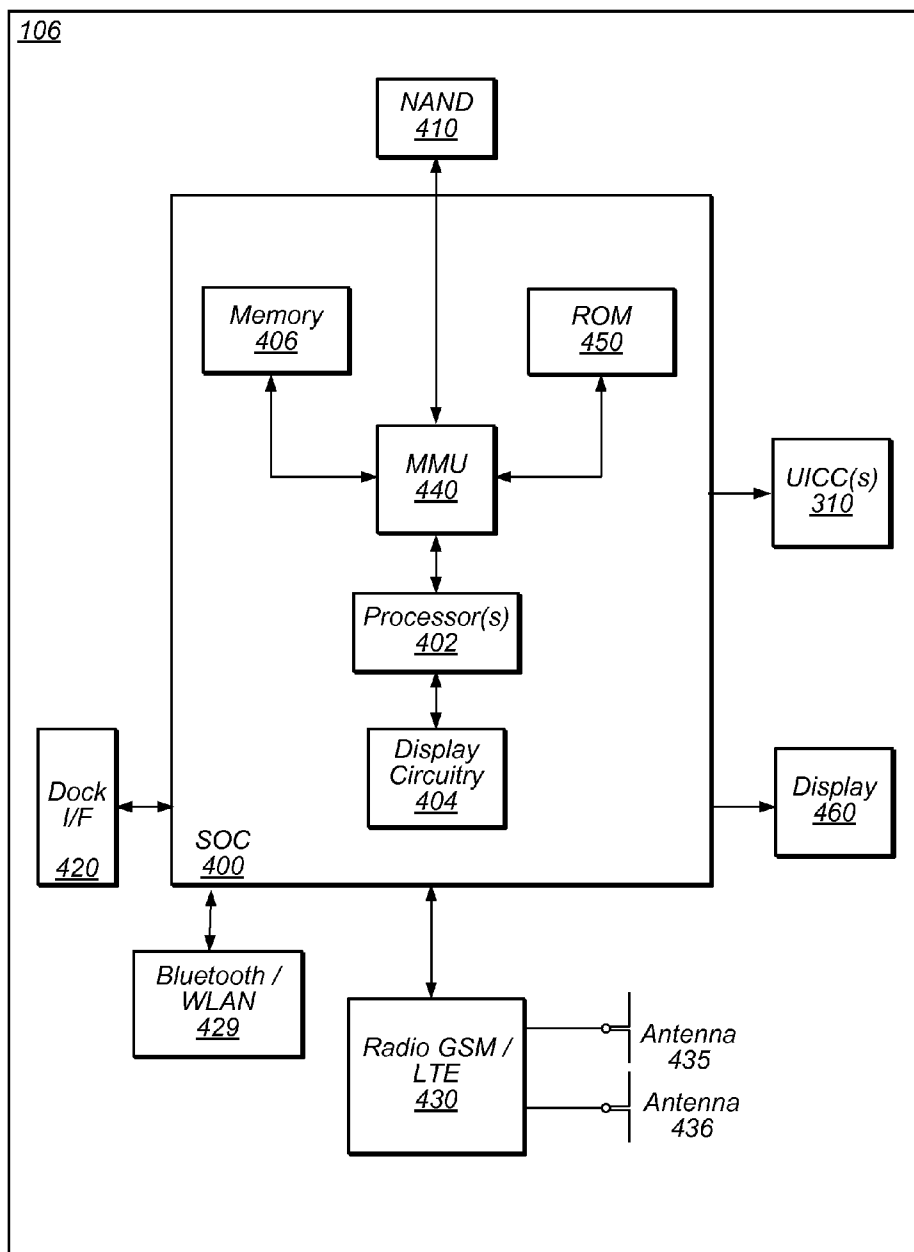 106
NAND
410
Memory
406
ROM
450
MMU
440
UICC(s)
310
Processor(s)
402
Display
Circuitry
404
Dock
I/F
420
Display
460
SOC
400
Bluetooth /
WLAN
429
Radio GSM /
LTE
430
Antenna
435
Antenna
436